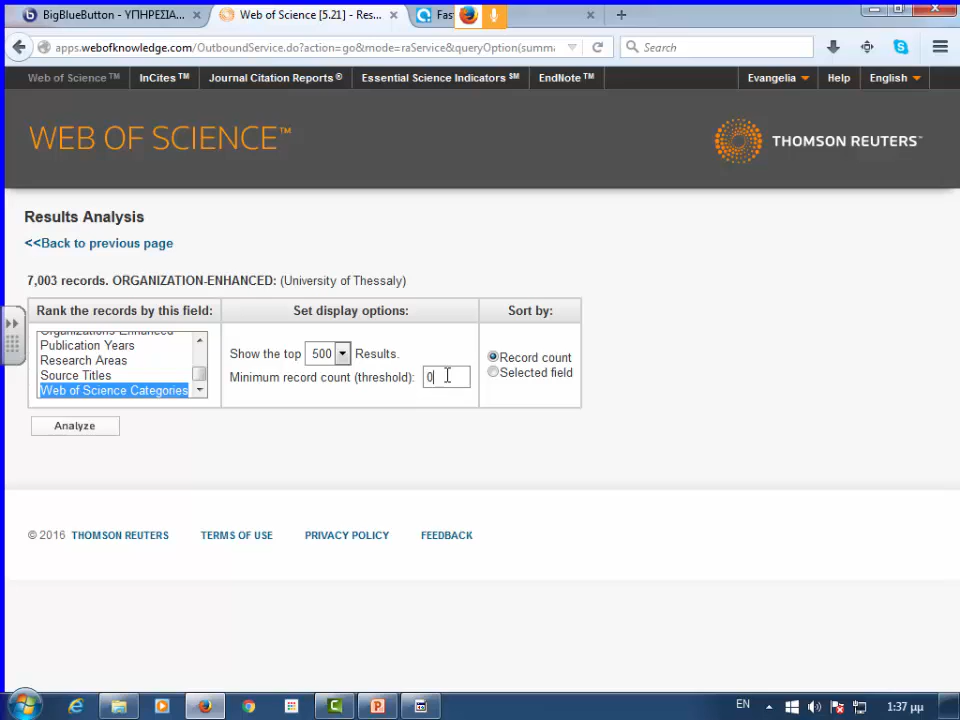 BigBlueButton - ΥΠΗΡΕΣΙΑ... × Web of Science [5.21] - Res... × Fas ×
apps.webofknowledge.com/OutboundService.do?action=go&mode=raService&queryOption(summa Search
Web of Science™ InCites™ Journal Citation Reports® Essential Science Indicators℠ EndNote™ Evangelia Help English
WEB OF SCIENCE™ THOMSON REUTERS™
Results Analysis
<<Back to previous page
7,003 records. ORGANIZATION-ENHANCED: (University of Thessaly)
Rank the records by this field: Set display options: Sort by:
Organizations Enhanced
Publication Years
Research Areas
Source Titles
Web of Science Categories
Show the top 500 Results.
Minimum record count (threshold): 0
Record count
Selected field
Analyze
© 2016 THOMSON REUTERS TERMS OF USE PRIVACY POLICY FEEDBACK
EN 1:37 μμ